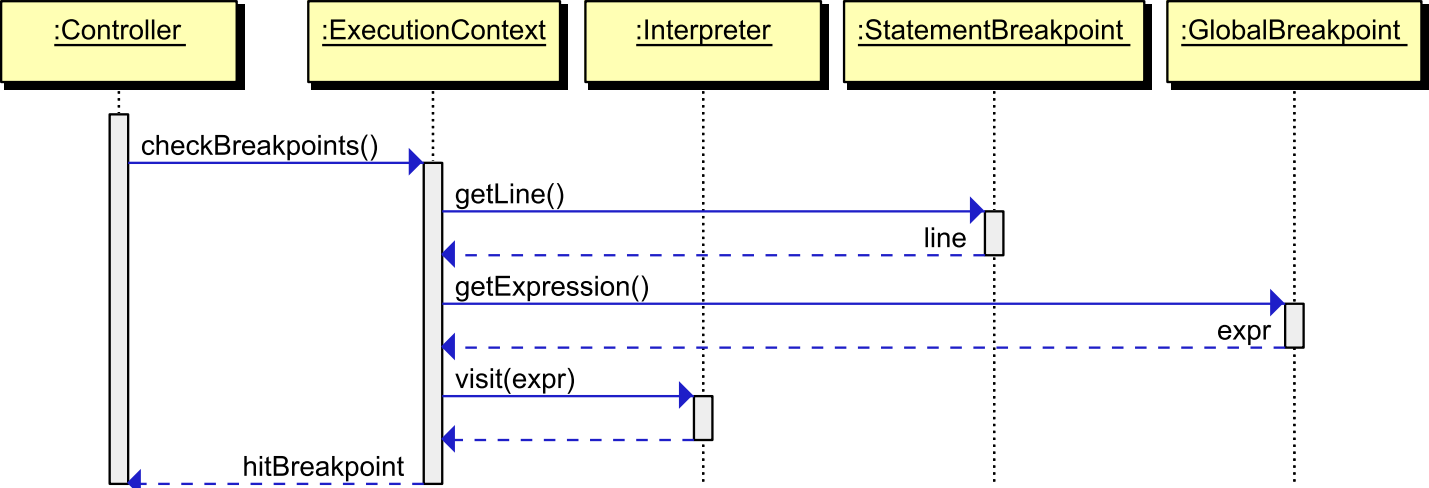 :Controller
:ExecutionContext
:Interpreter
:StatementBreakpoint
:GlobalBreakpoint
checkBreakpoints()
getLine()
line
getExpression()
expr
visit(expr)
hitBreakpoint